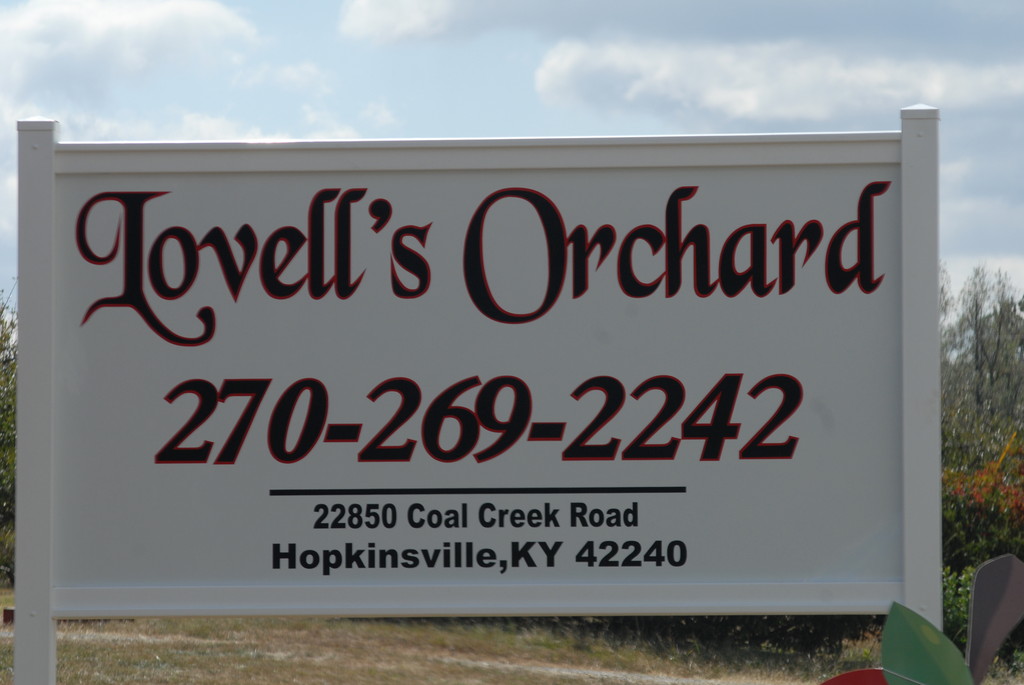 Lovell's Orchard
270-269-2242
22850 Coal Creek Road
Hopkinsville,KY 42240